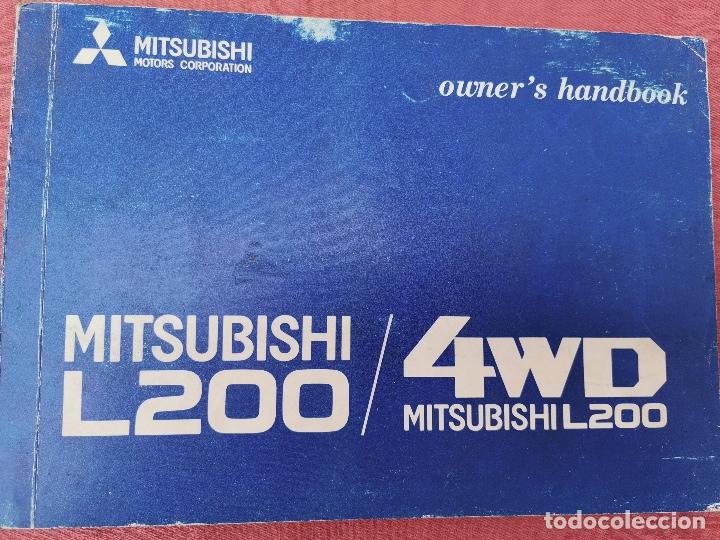 MITSUBISHI
MOTORS CORPORATION
owner's handbook
MITSUBISHI
L200
/
4WD
MITSUBISHI L200
todocoleccion